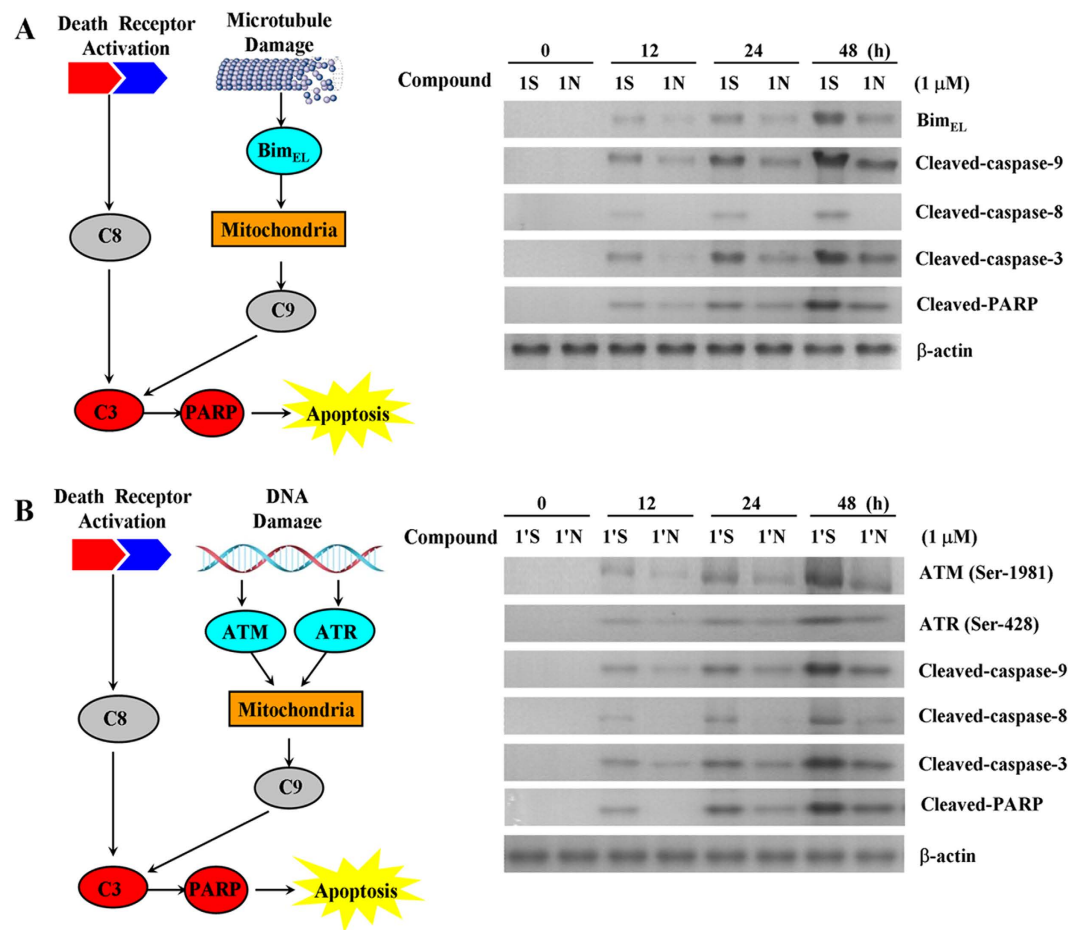 A
Death Receptor
Activation
Microtubule
Damage
Bim_EL
C8
Mitochondria
C9
C3
PARP
Apoptosis
0 12 24 48 (h)
Compound 1S 1N 1S 1N 1S 1N 1S 1N (1 μM)
Bim_EL
Cleaved-caspase-9
Cleaved-caspase-8
Cleaved-caspase-3
Cleaved-PARP
β-actin
B
Death Receptor
Activation
DNA
Damage
ATM
ATR
C8
Mitochondria
C9
C3
PARP
Apoptosis
0 12 24 48 (h)
Compound 1'S 1'N 1'S 1'N 1'S 1'N 1'S 1'N (1 μM)
ATM (Ser-1981)
ATR (Ser-428)
Cleaved-caspase-9
Cleaved-caspase-8
Cleaved-caspase-3
Cleaved-PARP
β-actin